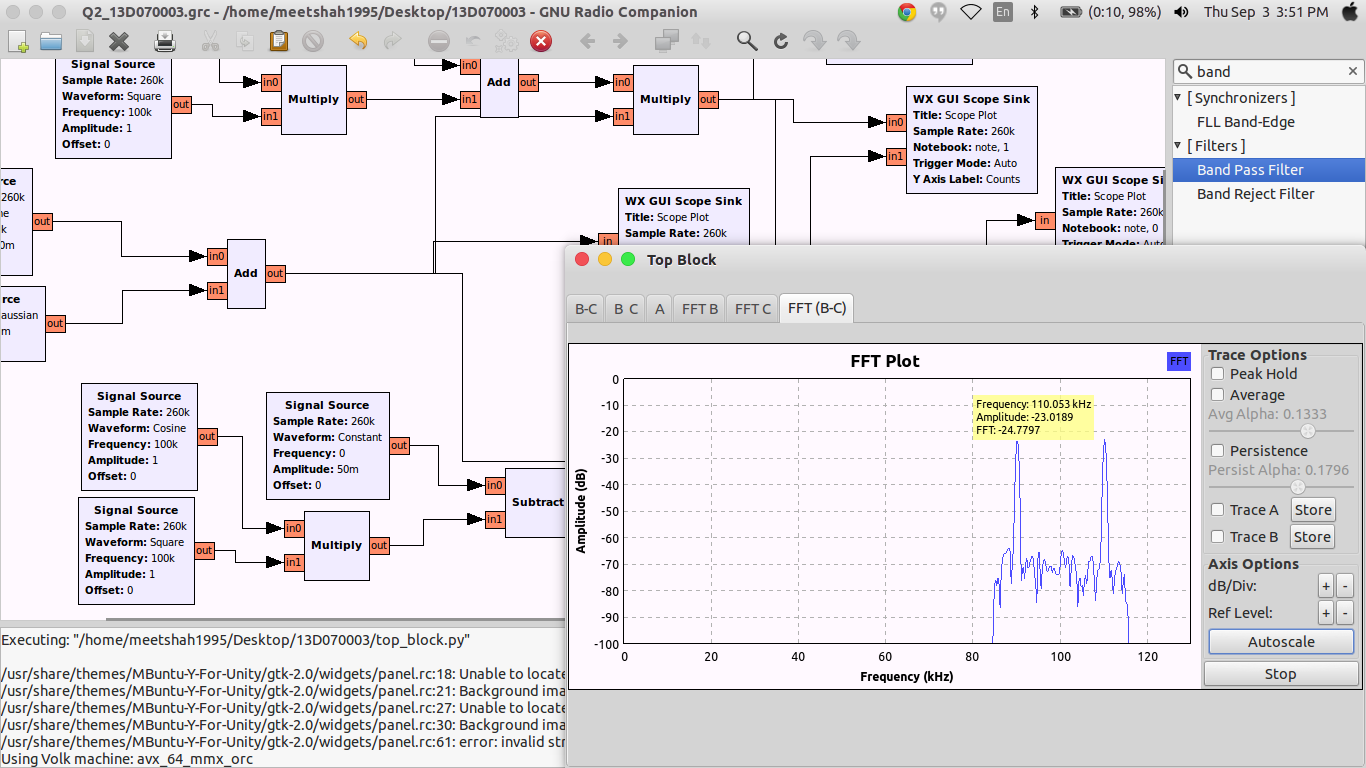 Q2_13D070003.grc - /home/meetshah1995/Desktop/13D070003 - GNU Radio Companion
En
(0:10, 98%)
Thu Sep 3 3:51 PM
Signal Source
Sample Rate: 260k
Waveform: Square
Frequency: 100k
Amplitude: 1
Offset: 0
out
in0
in1
Multiply
out
in0
in1
Add
out
in0
in1
Multiply
out
in0
in1
WX GUI Scope Sink
Title: Scope Plot
Sample Rate: 260k
Notebook: note, 1
Trigger Mode: Auto
Y Axis Label: Counts
in
WX GUI Scope Si
Title: Scope Plot
Sample Rate: 260k
Notebook: note, 0
Trigger Mode: Auto
in
WX GUI Scope Sink
Title: Scope Plot
Sample Rate: 260k
band
[ Synchronizers ]
FLL Band-Edge
[ Filters ]
Band Pass Filter
Band Reject Filter
rce
260k
ne
k
0m
out
in0
in1
Add
out
rce
aussian
m
out
Signal Source
Sample Rate: 260k
Waveform: Cosine
Frequency: 100k
Amplitude: 1
Offset: 0
out
Signal Source
Sample Rate: 260k
Waveform: Constant
Frequency: 0
Amplitude: 50m
Offset: 0
out
Signal Source
Sample Rate: 260k
Waveform: Square
Frequency: 100k
Amplitude: 1
Offset: 0
out
in0
in1
Multiply
out
in0
in1
Subtract
Top Block
B-C
B C
A
FFT B
FFT C
FFT (B-C)
FFT Plot
FFT
Frequency: 110.053 kHz
Amplitude: -23.0189
FFT: -24.7797
0
-10
-20
-30
-40
-50
-60
-70
-80
-90
-100
Amplitude (dB)
0 20 40 60 80 100 120
Frequency (kHz)
Trace Options
Peak Hold
Average
Avg Alpha: 0.1333
Persistence
Persist Alpha: 0.1796
Trace A Store
Trace B Store
Axis Options
dB/Div: + -
Ref Level: + -
Autoscale
Stop
Executing: "/home/meetshah1995/Desktop/13D070003/top_block.py"
/usr/share/themes/MBuntu-Y-For-Unity/gtk-2.0/widgets/panel.rc:18: Unable to locate
/usr/share/themes/MBuntu-Y-For-Unity/gtk-2.0/widgets/panel.rc:21: Background ima
/usr/share/themes/MBuntu-Y-For-Unity/gtk-2.0/widgets/panel.rc:27: Unable to locate
/usr/share/themes/MBuntu-Y-For-Unity/gtk-2.0/widgets/panel.rc:30: Background ima
/usr/share/themes/MBuntu-Y-For-Unity/gtk-2.0/widgets/panel.rc:61: error: invalid str
Using Volk machine: avx_64_mmx_orc